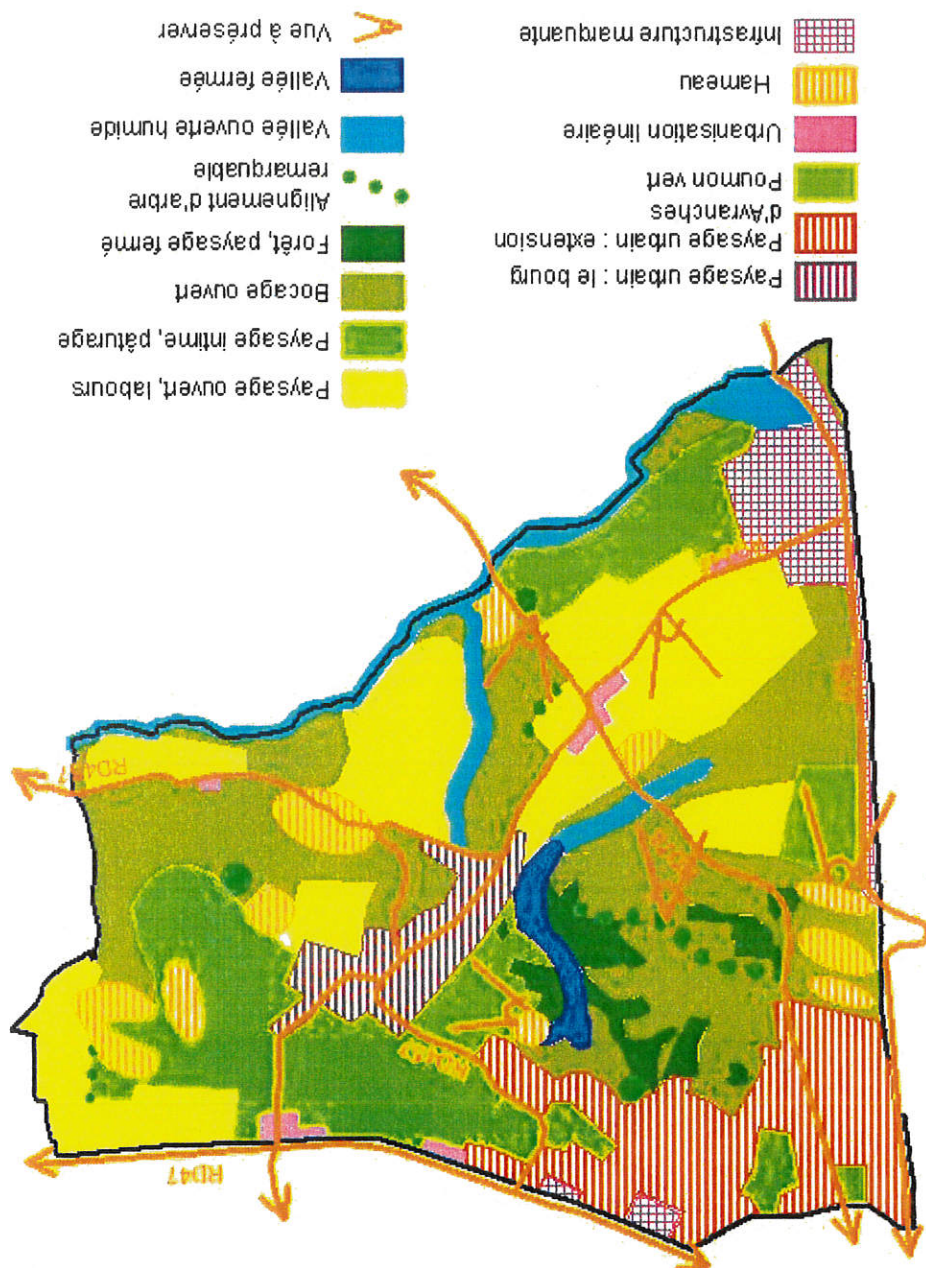 RD47
Paysage urbain : le bourg
Paysage urbain : extension
d'Avranches
Poumon vert
Urbanisation linéaire
Hameau
Infrastructure marquante
Paysage ouvert, labours
Paysage intime, pâturage
Bocage ouvert
Forêt, paysage fermé
Alignement d'arbre
remarquable
Vallée ouverte humide
Vallée fermée
Vue à préserver